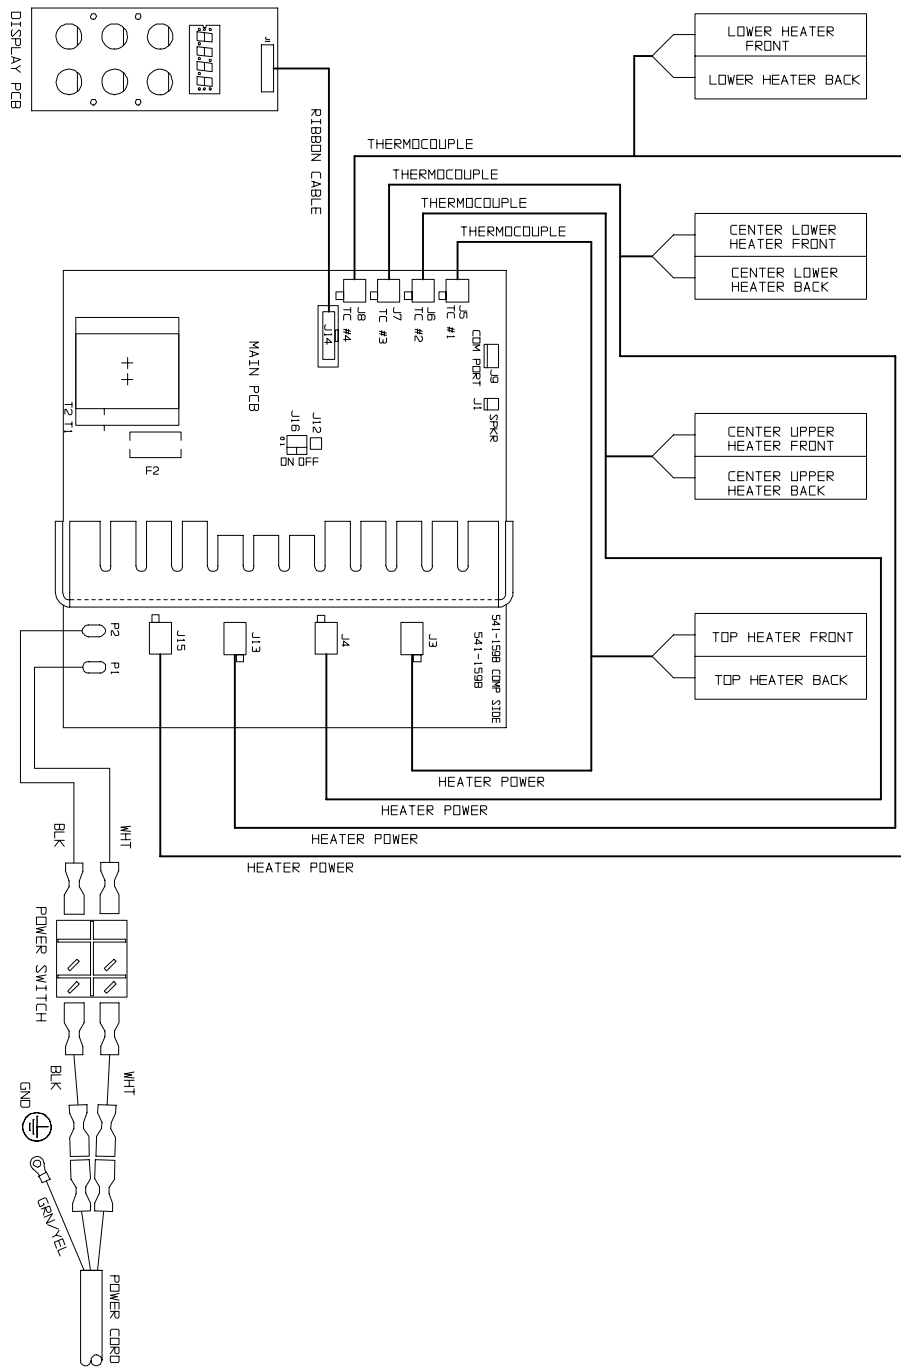 DISPLAY PCB
J1
RIBBON CABLE
LOWER HEATER
FRONT
LOWER HEATER BACK
THERMOCOUPLE
THERMOCOUPLE
THERMOCOUPLE
THERMOCOUPLE
CENTER LOWER
HEATER FRONT
CENTER LOWER
HEATER BACK
J8
TC #4
J7
TC #3
J6
TC #2
J5
TC #1
J14
J9
COM PORT
J1
SPKR
MAIN PCB
J16
J12
0 1
ON OFF
T2 T1
F2
CENTER UPPER
HEATER FRONT
CENTER UPPER
HEATER BACK
P2
P1
J15
J13
J4
J3
541-159B COMP SIDE
541-159B
TOP HEATER FRONT
TOP HEATER BACK
HEATER POWER
HEATER POWER
HEATER POWER
HEATER POWER
BLK
WHT
POWER SWITCH
BLK
WHT
GND
GRN/YEL
POWER CORD